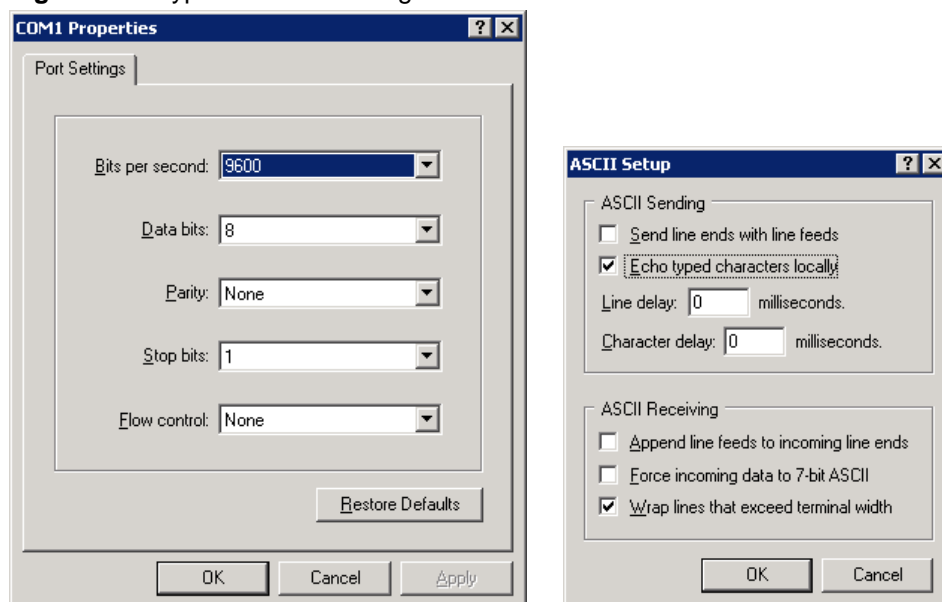 COM1 Properties
Port Settings
Bits per second: 9600
Data bits: 8
Parity: None
Stop bits: 1
Flow control: None
Restore Defaults
OK Cancel Apply
ASCII Setup
ASCII Sending
Send line ends with line feeds
Echo typed characters locally
Line delay: 0 milliseconds.
Character delay: 0 milliseconds.
ASCII Receiving
Append line feeds to incoming line ends
Force incoming data to 7-bit ASCII
Wrap lines that exceed terminal width
OK Cancel